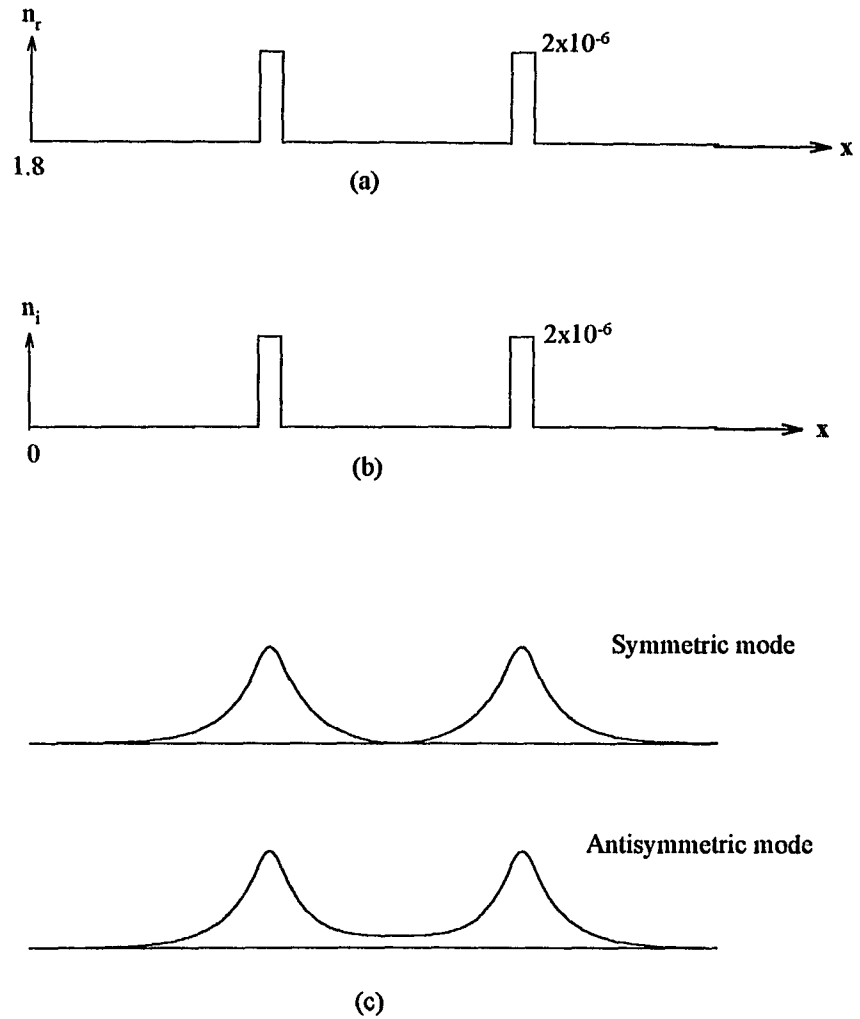 n_r
2x10⁻⁶
x
1.8
(a)
n_i
2x10⁻⁶
x
0
(b)
Symmetric mode
Antisymmetric mode
(c)